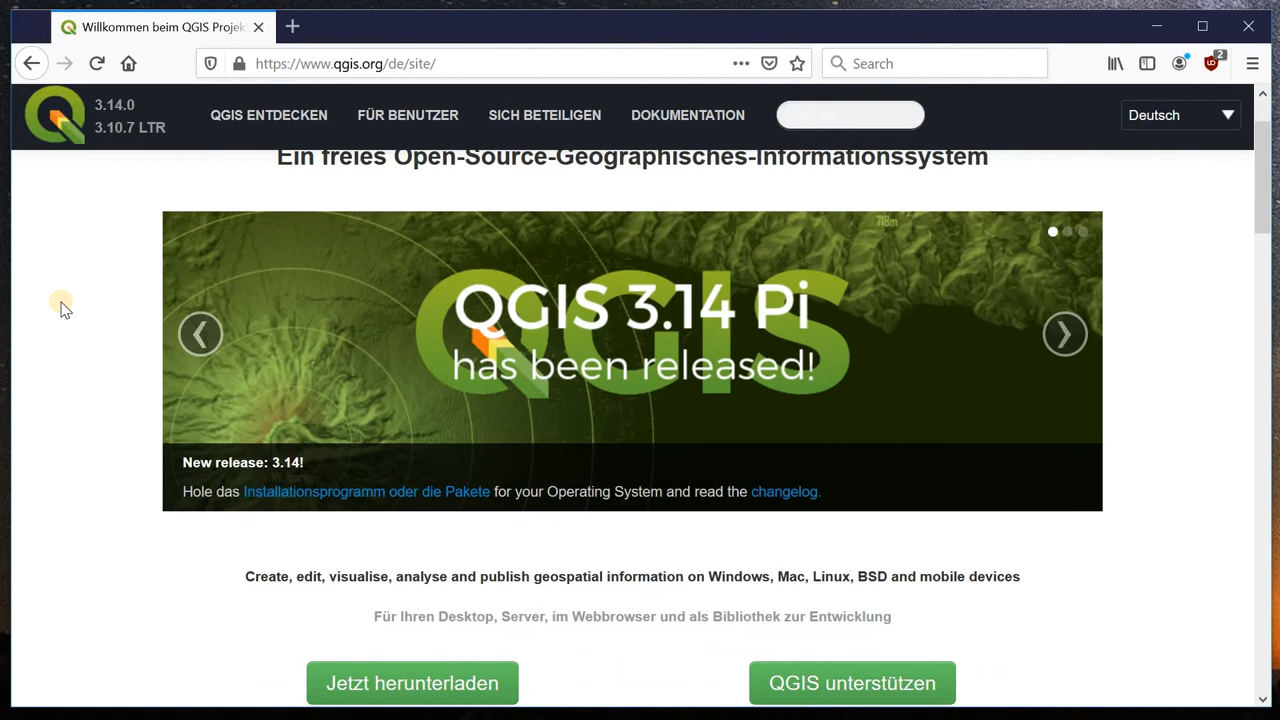 Willkommen beim QGIS Projek
https://www.qgis.org/de/site/
Search
2
3.14.0
3.10.7 LTR
QGIS ENTDECKEN
FÜR BENUTZER
SICH BETEILIGEN
DOKUMENTATION
Deutsch
Ein freies Open-Source-Geographisches-Informationssystem
718m
QGIS
QGIS 3.14 Pi
has been released!
New release: 3.14!
Hole das Installationsprogramm oder die Pakete for your Operating System and read the changelog.
Create, edit, visualise, analyse and publish geospatial information on Windows, Mac, Linux, BSD and mobile devices
Für Ihren Desktop, Server, im Webbrowser und als Bibliothek zur Entwicklung
Jetzt herunterladen
QGIS unterstützen